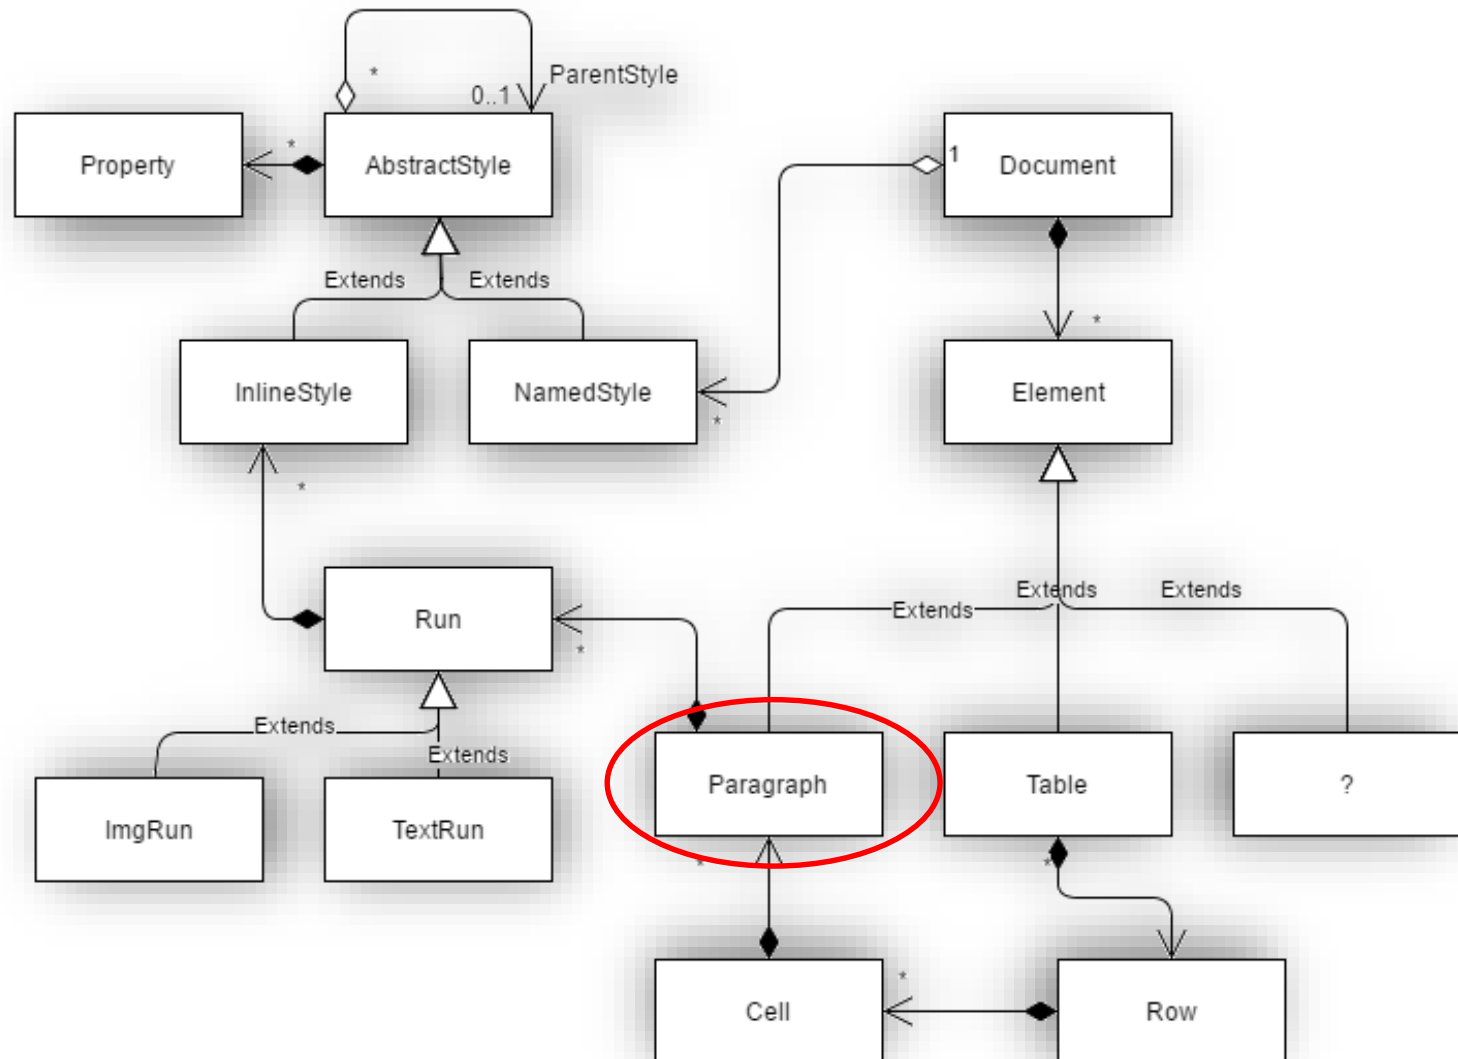 *
ParentStyle
0..1
Property
*
AbstractStyle
1
Document
Extends
Extends
*
InlineStyle
NamedStyle
*
Element
*
Run
*
Extends
Extends
Extends
Extends
Extends
Paragraph
Table
?
ImgRun
TextRun
*
*
*
Cell
Row